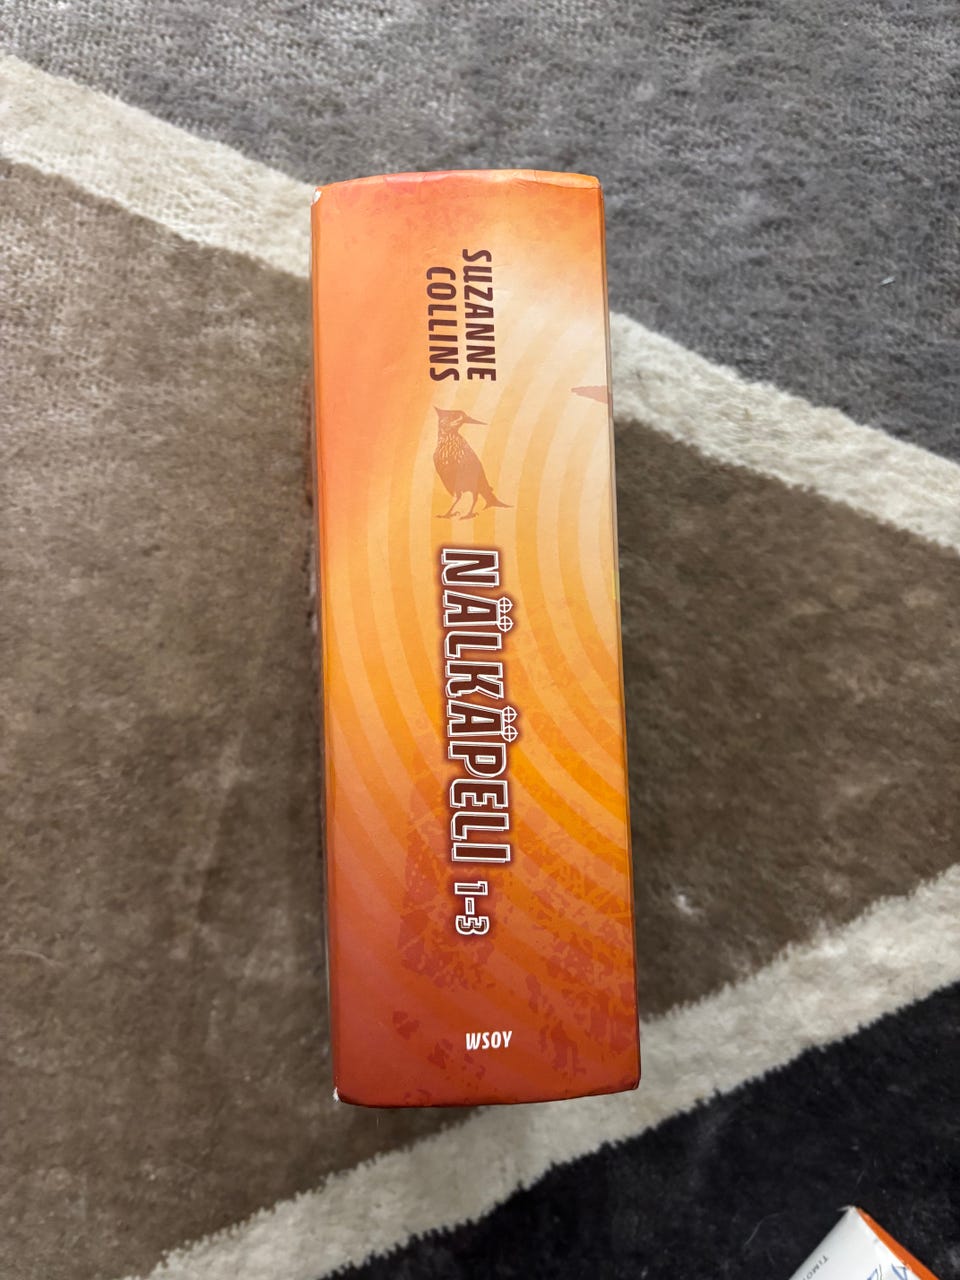 SUZANNE
COLLINS
NÄLKÄPELI 1-3
WSOY